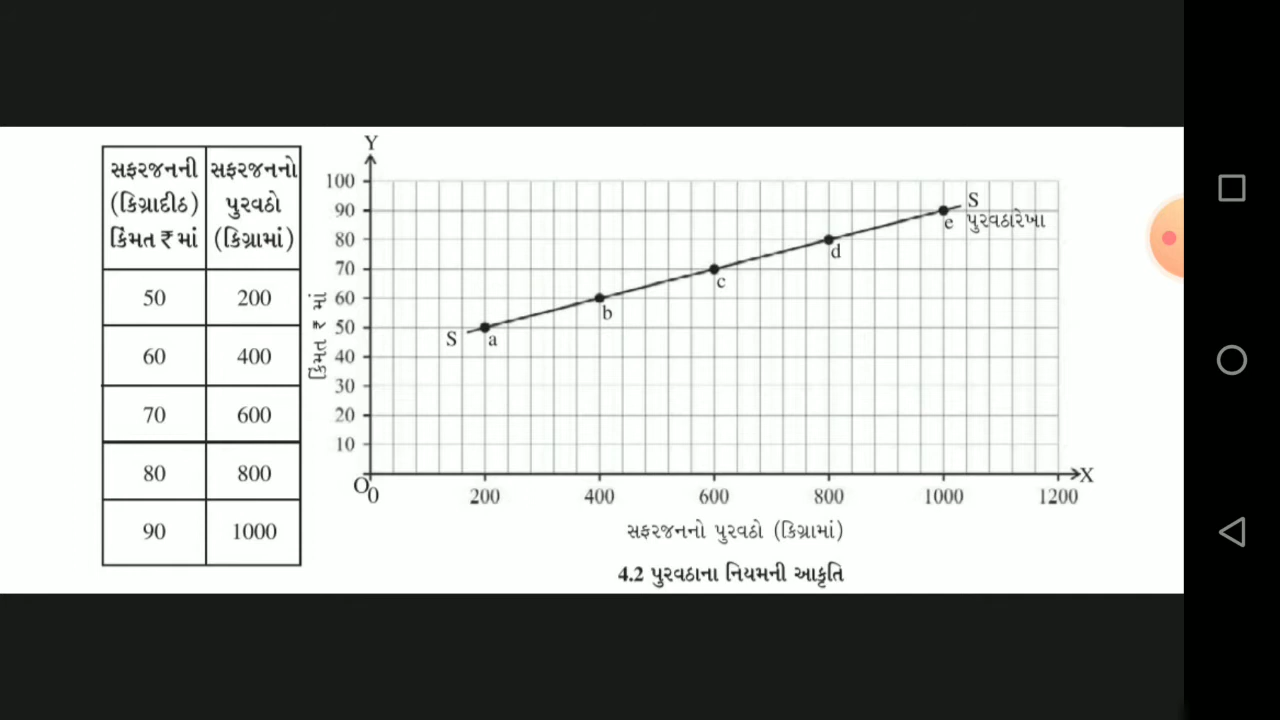 સફરજનની સફરજનનો
(કિગ્રાદીઠ) પુરવઠો
કિંમત ₹ માં (કિગ્રામાં)
50 200
60 400
70 600
80 800
90 1000
Y
100
90
80
70
60
50
40
30
20
10
કિંમત ₹ માં
S
a
b
c
d
e
S
પુરવઠારેખા
O
0 200 400 600 800 1000 1200
X
સફરજનનો પુરવઠો (કિગ્રામાં)
4.2 પુરવઠાના નિયમની આકૃતિ